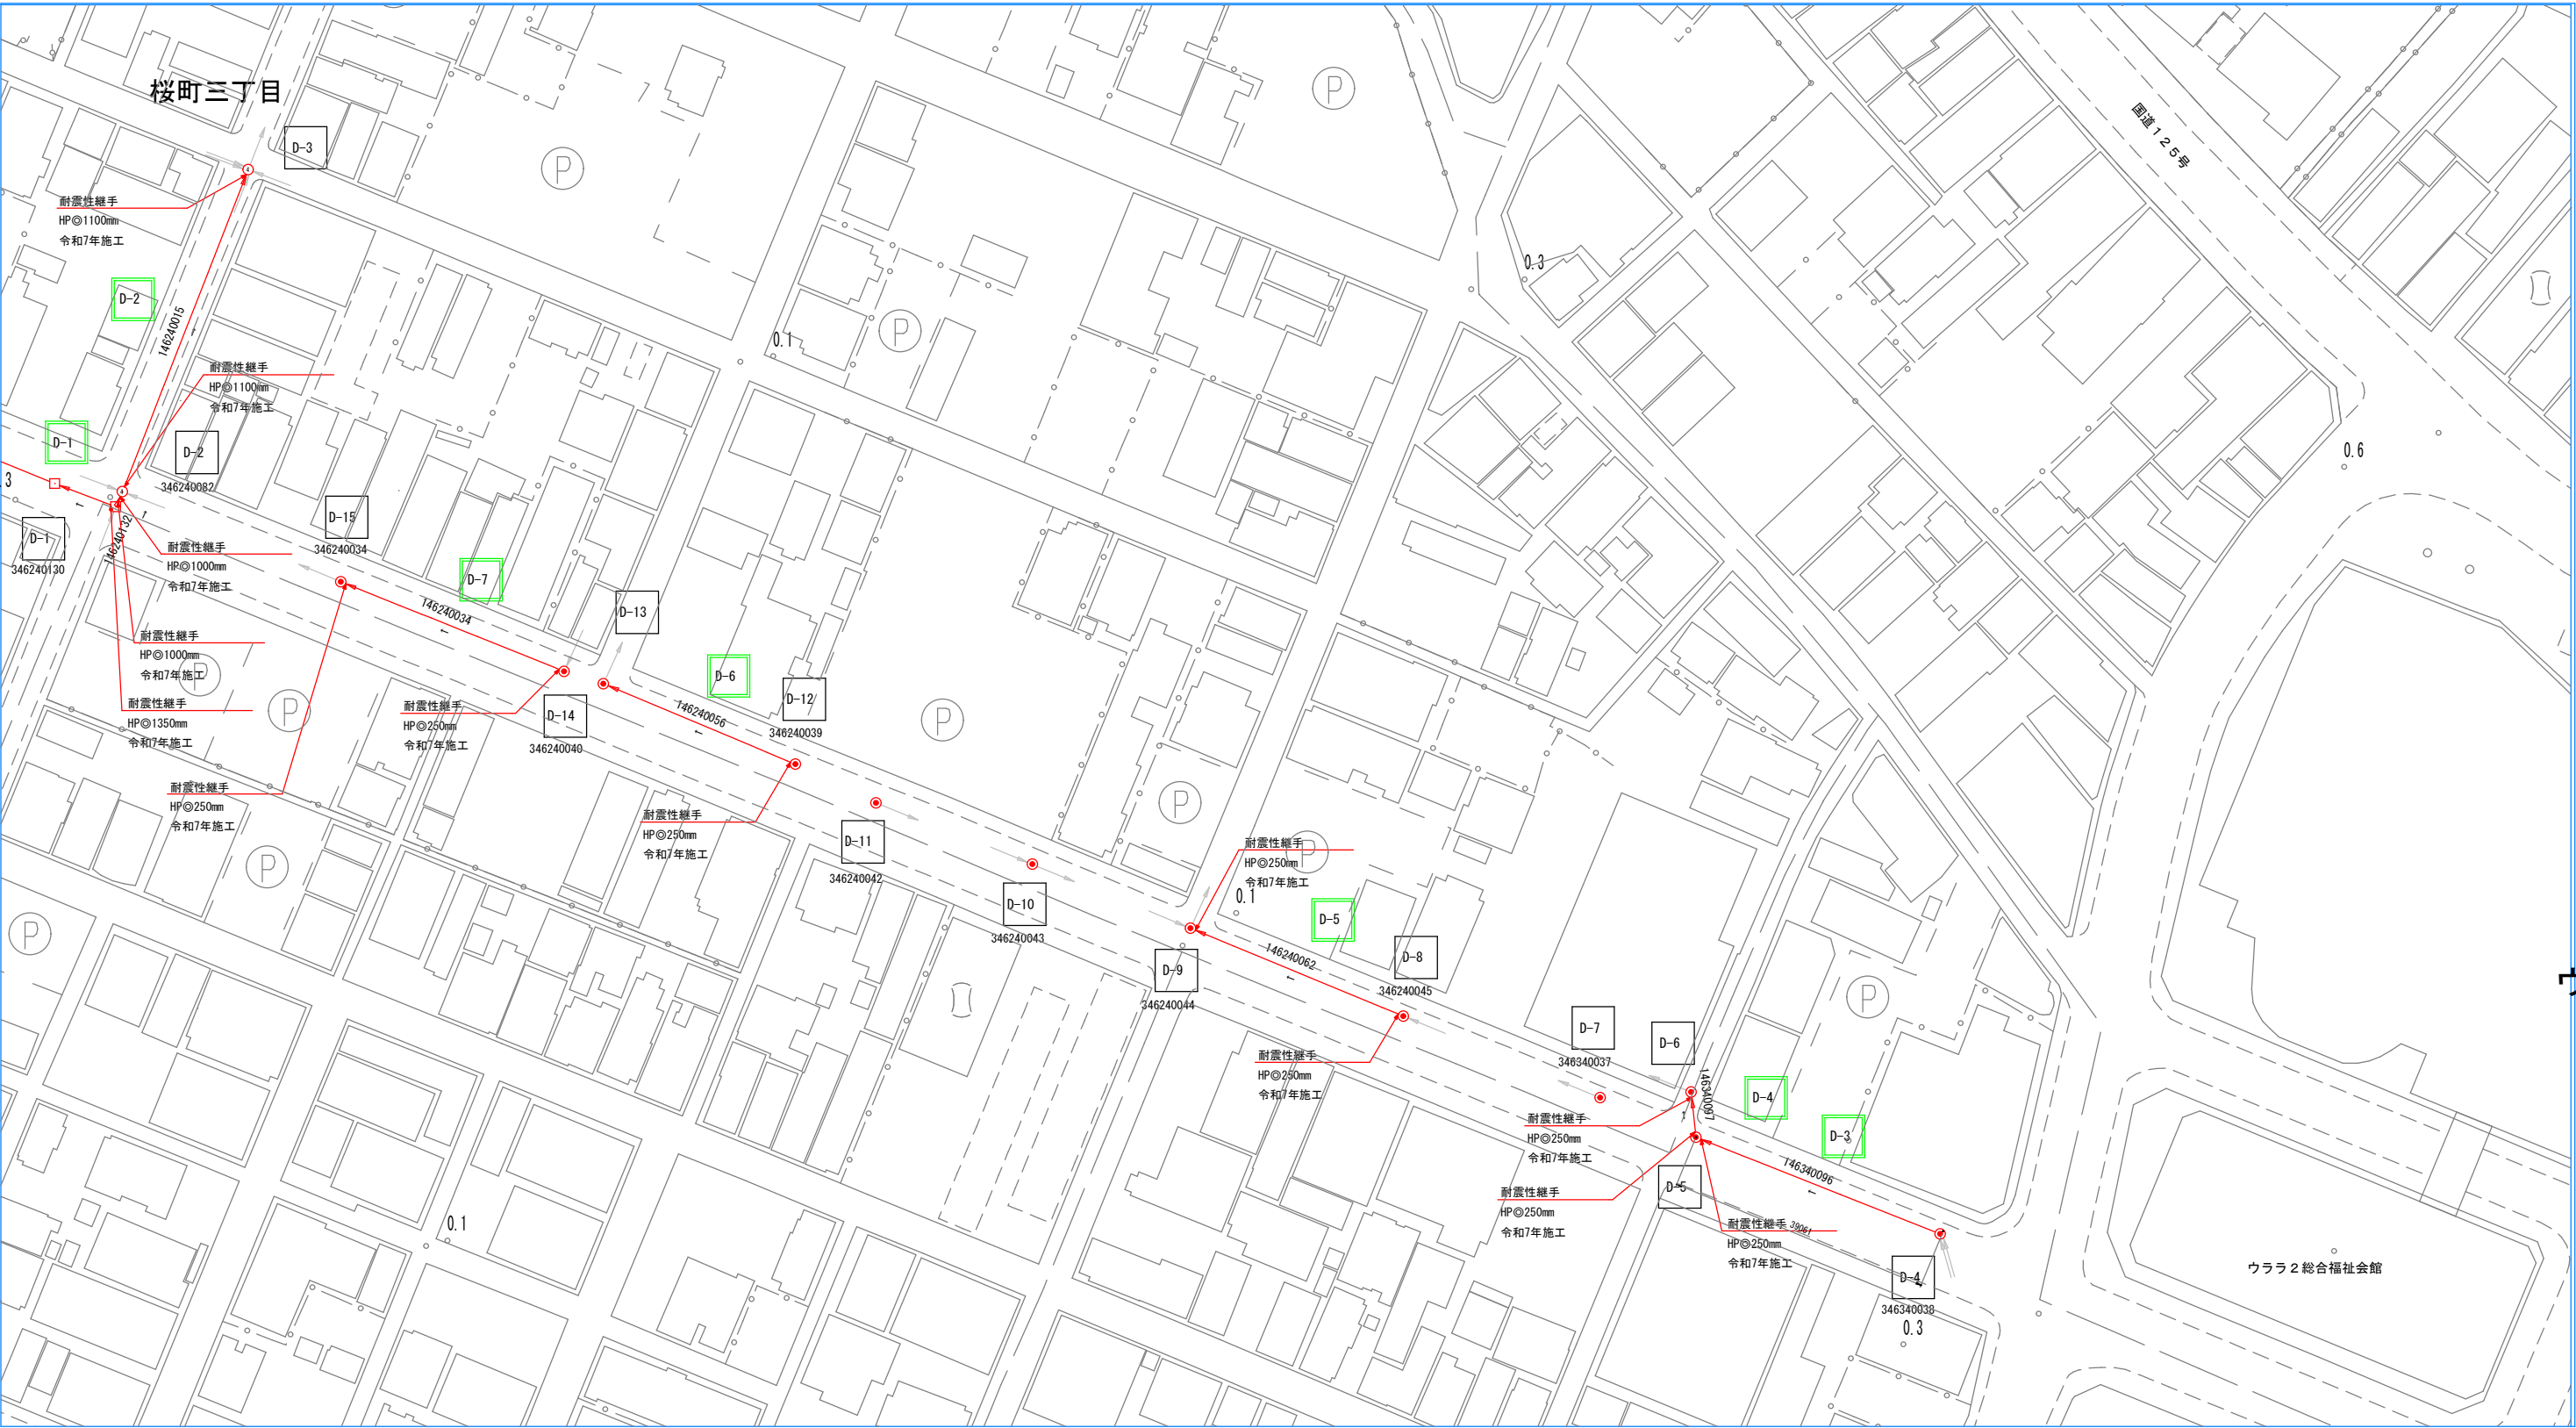 桜町三丁目
国道125号
D-3
耐震性継手
HP◎1100mm
令和7年施工
D-2
146240015
0.3
0.1
耐震性継手
HP◎1100mm
令和7年施工
D-1
D-2
346240082
0.6
3
D-15
346240034
D-1
346240130
146240132
耐震性継手
HP◎1000mm
令和7年施工
D-7
146240034
D-13
耐震性継手
HP◎1000mm
令和7年施工
D-6
D-12
346240039
耐震性継手
HP◎1350mm
令和7年施工
耐震性継手
HP◎250mm
令和7年施工
D-14
346240040
146240056
耐震性継手
HP◎250mm
令和7年施工
耐震性継手
HP◎250mm
令和7年施工
D-11
346240042
D-10
346240043
耐震性継手
HP◎250mm
令和7年施工
0.1
D-5
D-9
346240044
146240062
D-8
346240045
D-7
346340037
D-6
耐震性継手
HP◎250mm
令和7年施工
146340097
D-4
D-3
耐震性継手
HP◎250mm
令和7年施工
146340096
D-5
耐震性継手
HP◎250mm
令和7年施工
耐震性継手
HP◎250mm
令和7年施工
39061
D-4
346340038
0.3
0.1
ウララ2総合福祉会館
P
P
P
P
P
P
P
P
P
P
P
P